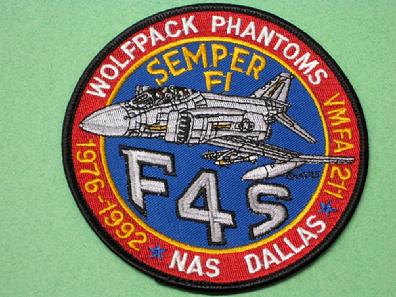 WOLFPACK PHANTOMS
VMFA 211
SEMPER
FI
F4S
1976-1992
NAS DALLAS